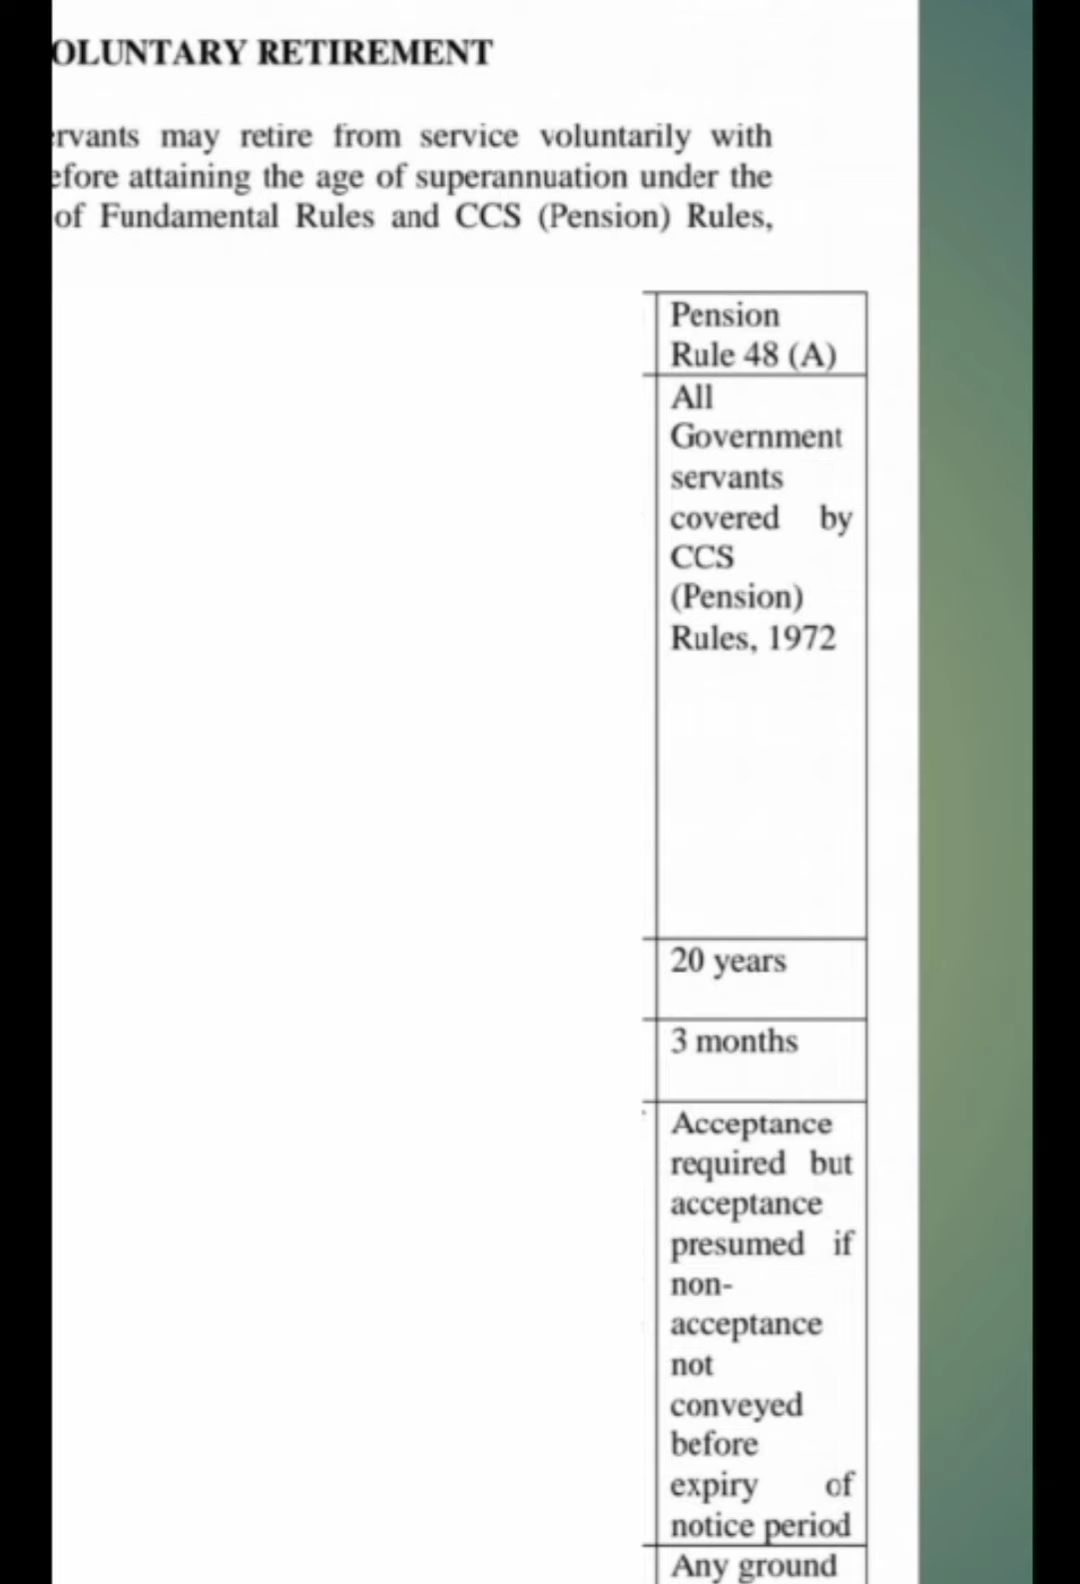 OLUNTARY RETIREMENT
rvants may retire from service voluntarily with
efore attaining the age of superannuation under the
of Fundamental Rules and CCS (Pension) Rules,
Pension
Rule 48 (A)
All
Government
servants
covered by
CCS
(Pension)
Rules, 1972
20 years
3 months
Acceptance
required but
acceptance
presumed if
non-
acceptance
not
conveyed
before
expiry of
notice period
Any ground